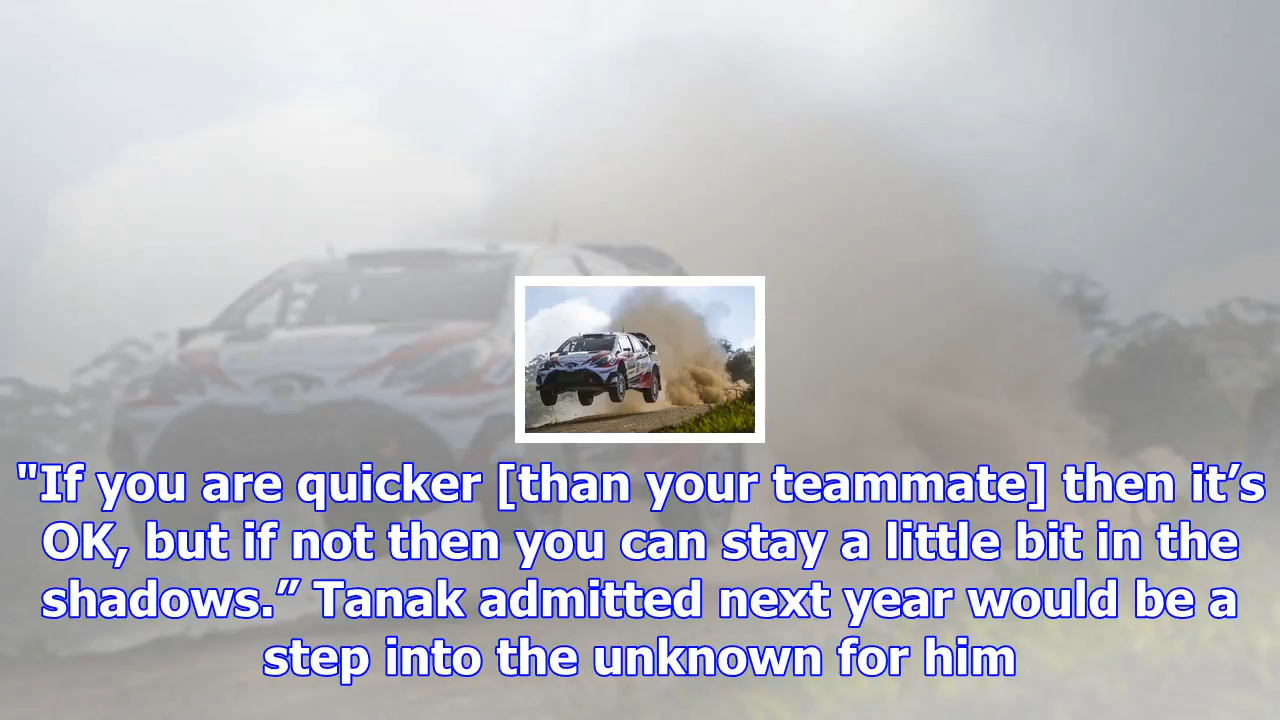 "If you are quicker [than your teammate] then it’s
OK, but if not then you can stay a little bit in the
shadows.” Tanak admitted next year would be a
step into the unknown for him